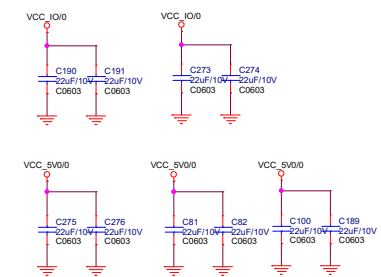 VCC_IO/0
VCC_IO/0
C190
22uF/10V
C0603
C191
22uF/10V
C0603
C273
22uF/10V
C0603
C274
22uF/10V
C0603
VCC_5V0/0
VCC_5V0/0
VCC_5V0/0
C275
22uF/10V
C0603
C276
22uF/10V
C0603
C81
22uF/10V
C0603
C82
22uF/10V
C0603
C100
22uF/10V
C0603
C189
22uF/10V
C0603